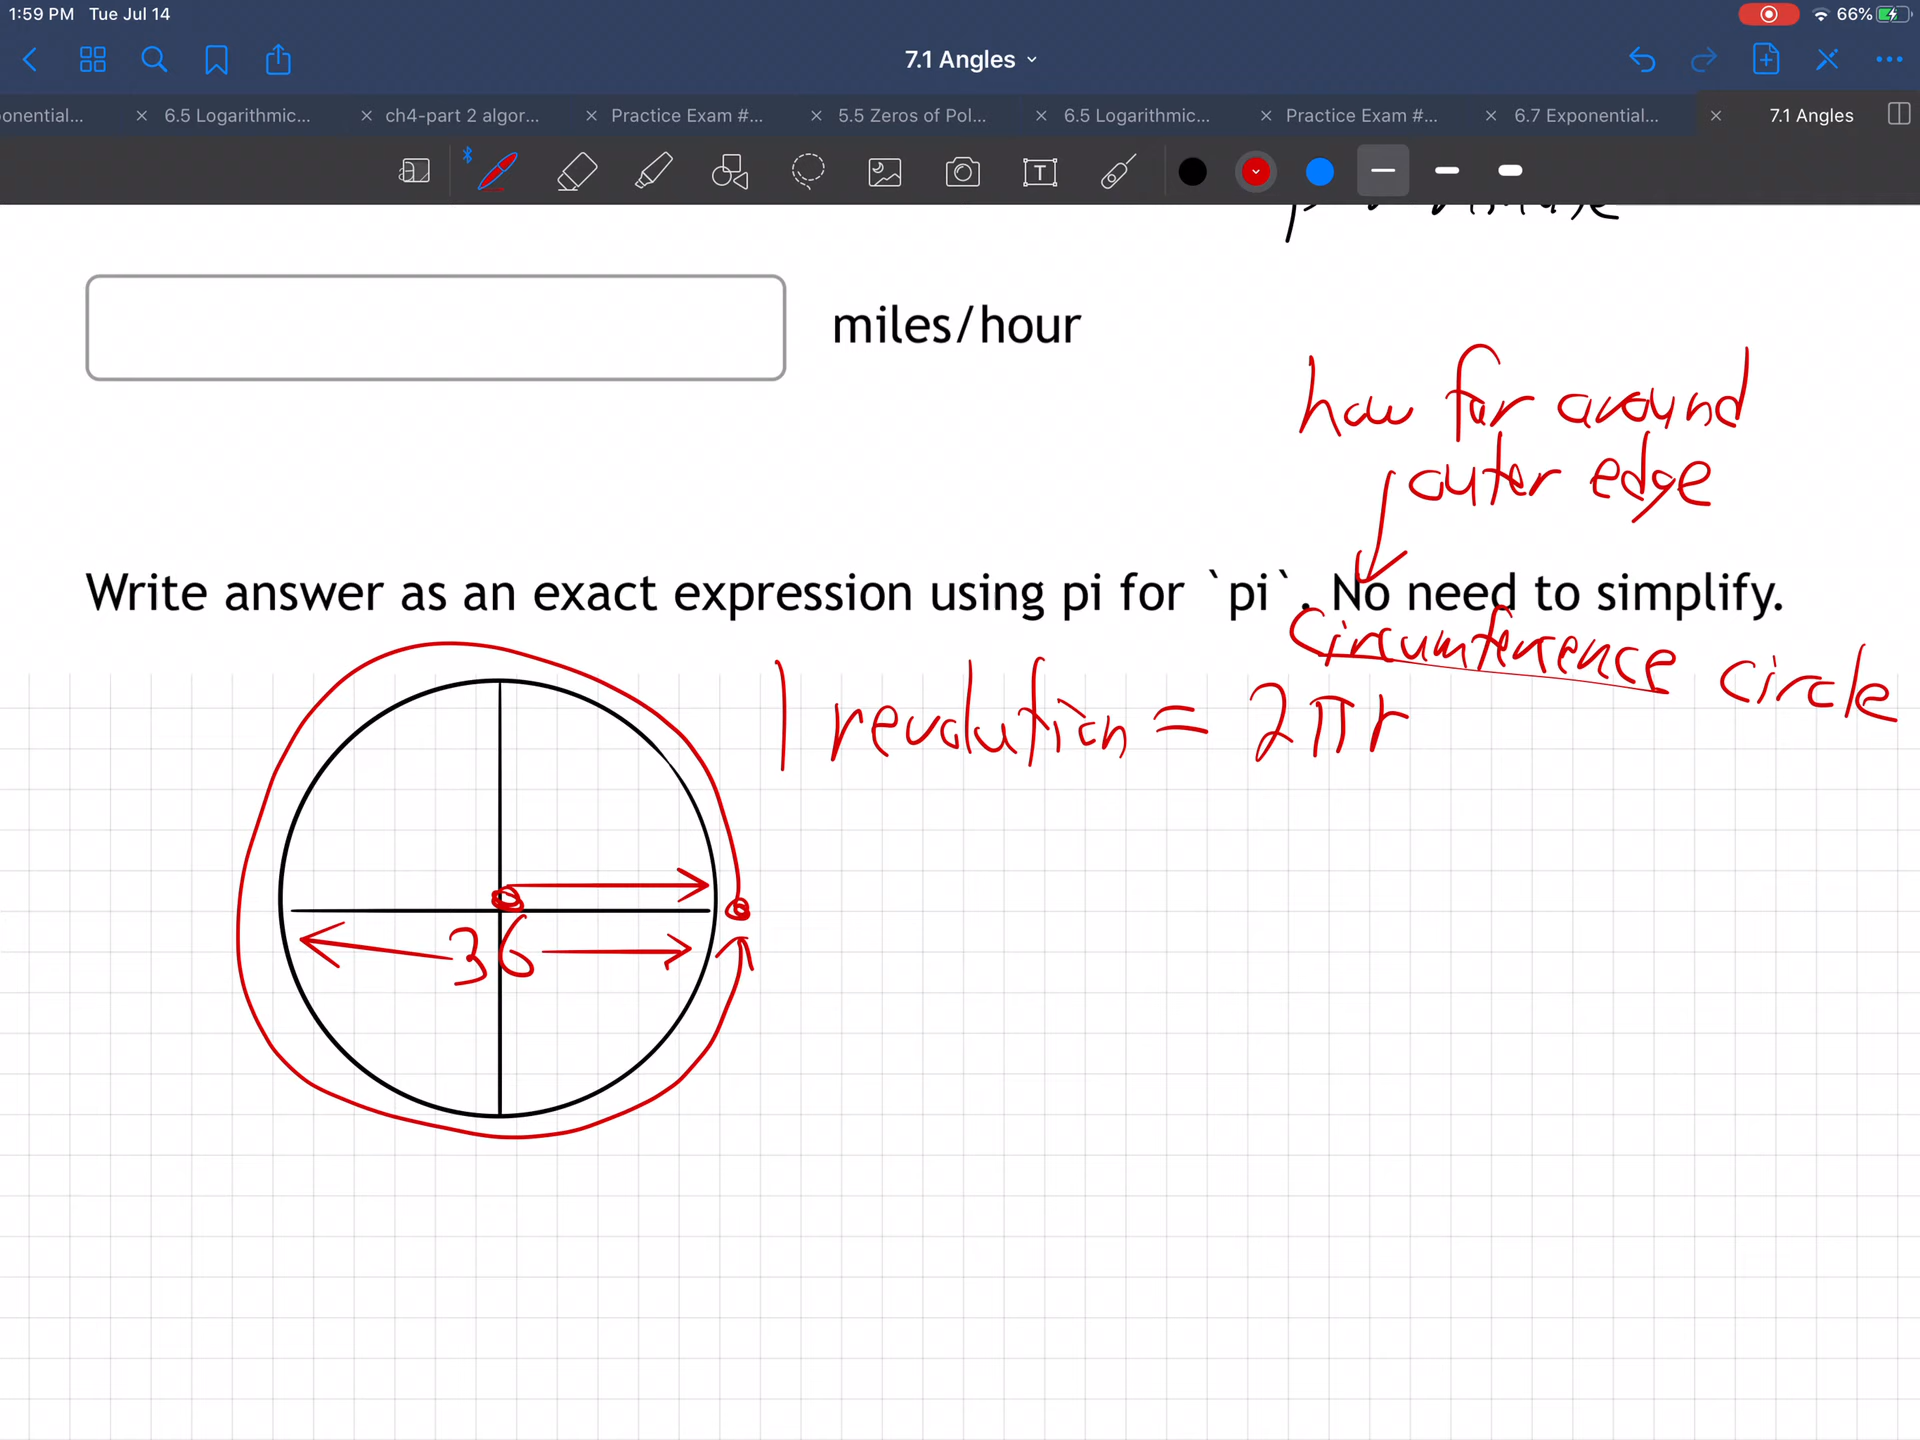 1:59 PM Tue Jul 14
66%
7.1 Angles
onential...
6.5 Logarithmic...
ch4-part 2 algor...
Practice Exam #...
5.5 Zeros of Pol...
6.5 Logarithmic...
Practice Exam #...
6.7 Exponential...
7.1 Angles
miles/hour
how far around
outer edge
Write answer as an exact expression using pi for `pi`. No need to simplify.
Circumference circle
1 revolution = 2πr
36